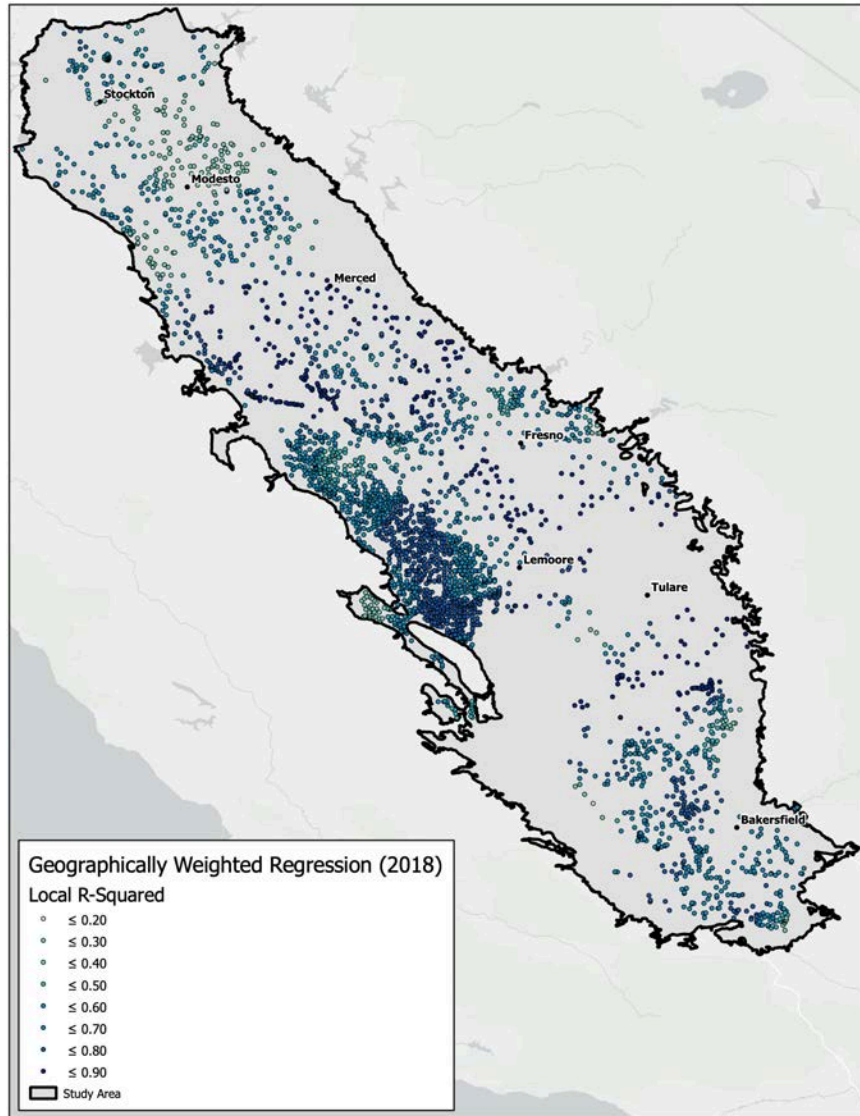 Stockton
Modesto
Merced
Fresno
Lemoore
Tulare
Bakersfield
Geographically Weighted Regression (2018)
Local R-Squared
≤ 0.20
≤ 0.30
≤ 0.40
≤ 0.50
≤ 0.60
≤ 0.70
≤ 0.80
≤ 0.90
Study Area